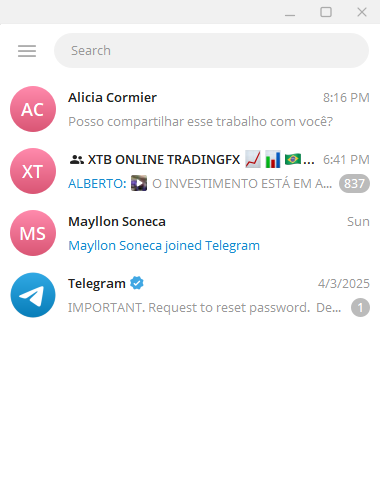 Search
AC
Alicia Cormier 8:16 PM
Posso compartilhar esse trabalho com você?
XT
XTB ONLINE TRADINGFX 📈 📊 🇧🇷... 6:41 PM
ALBERTO: O INVESTIMENTO ESTÁ EM A... 837
MS
Mayllon Soneca Sun
Mayllon Soneca joined Telegram
Telegram 4/3/2025
IMPORTANT. Request to reset password. De... 1